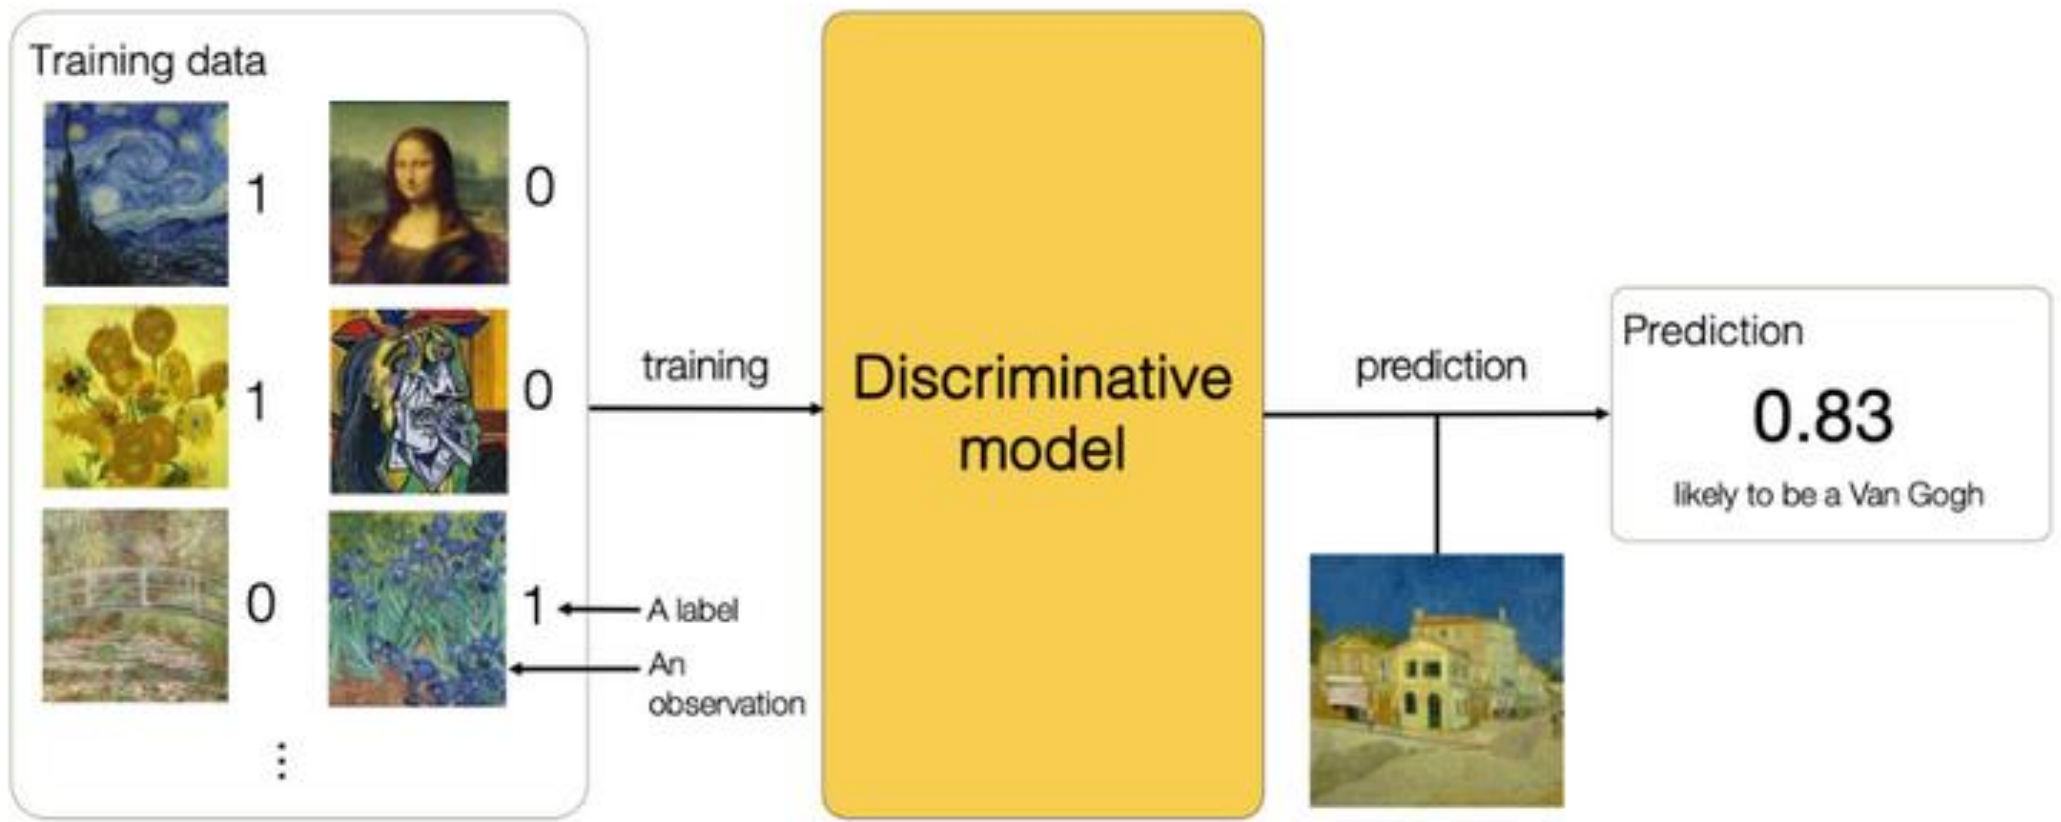 Training data
1
0
1
0
0
1
A label
An
observation
⋮
training
Discriminative
model
prediction
Prediction
0.83
likely to be a Van Gogh